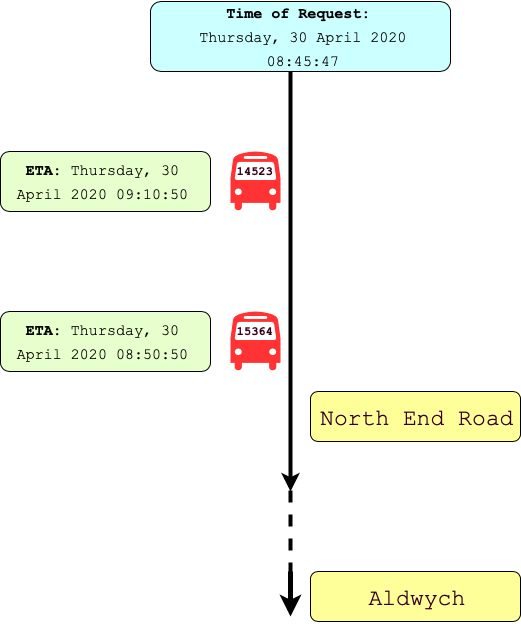 Time of Request:
Thursday, 30 April 2020
08:45:47
ETA: Thursday, 30
April 2020 09:10:50
14523
ETA: Thursday, 30
April 2020 08:50:50
15364
North End Road
Aldwych